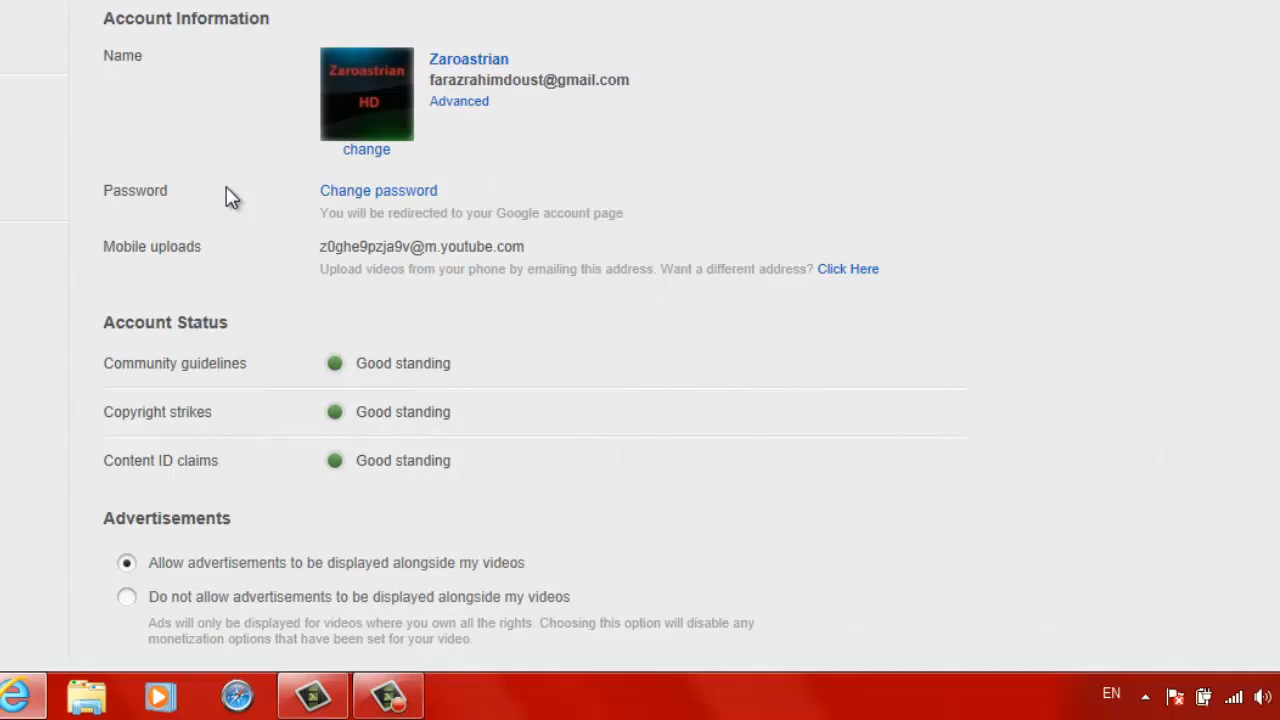 Account Information
Name
Zaroastrian
HD
Zaroastrian
farazrahimdoust@gmail.com
Advanced
change
Password
Change password
You will be redirected to your Google account page
Mobile uploads
z0ghe9pzja9v@m.youtube.com
Upload videos from your phone by emailing this address. Want a different address? Click Here
Account Status
Community guidelines
Good standing
Copyright strikes
Good standing
Content ID claims
Good standing
Advertisements
Allow advertisements to be displayed alongside my videos
Do not allow advertisements to be displayed alongside my videos
Ads will only be displayed for videos where you own all the rights. Choosing this option will disable any
monetization options that have been set for your video.
EN